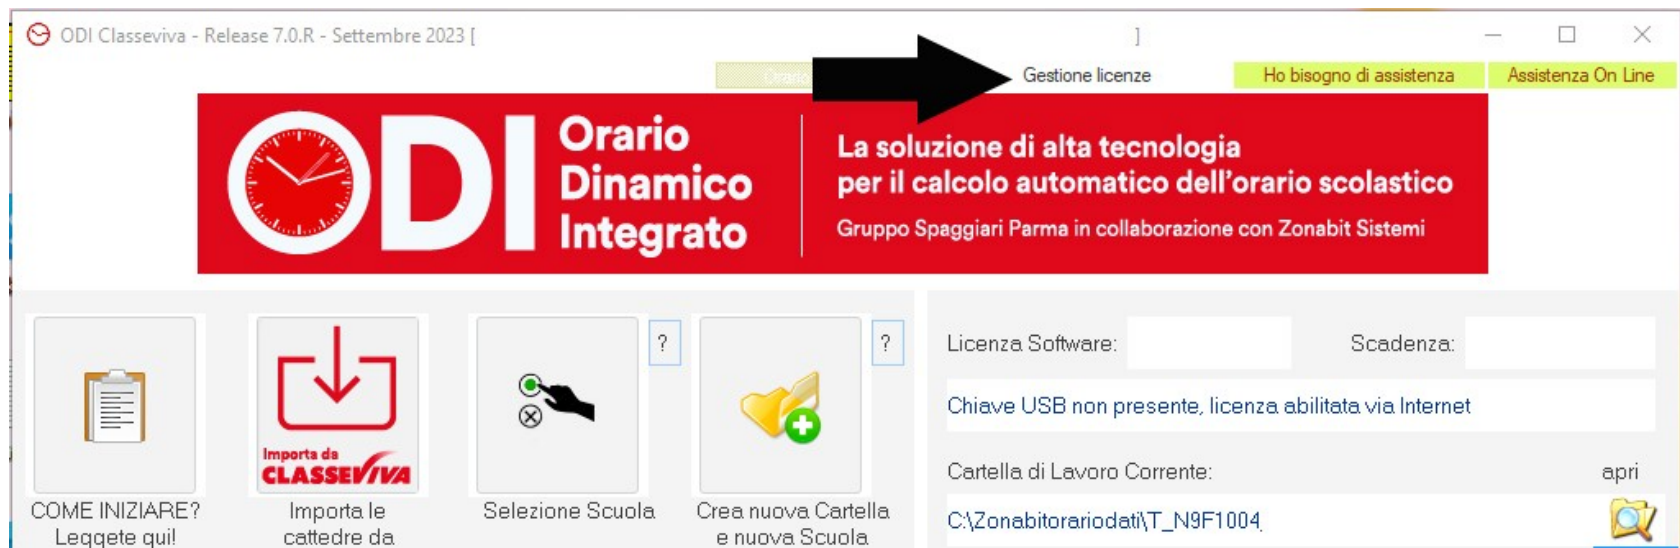 ODI Classeviva - Release 7.0.R - Settembre 2023 [ ]
Orario Gestione licenze Ho bisogno di assistenza Assistenza On Line
ODI
Orario
Dinamico
Integrato
La soluzione di alta tecnologia
per il calcolo automatico dell'orario scolastico
Gruppo Spaggiari Parma in collaborazione con Zonabit Sistemi
? ?
Importa da
CLASSEVIVA
COME INIZIARE?
Leggete qui!
Importa le
cattedre da
Selezione Scuola
Crea nuova Cartella
e nuova Scuola
Licenza Software: Scadenza:
Chiave USB non presente, licenza abilitata via Internet
Cartella di Lavoro Corrente: apri
C:\Zonabitorariodati\T_N9F1004